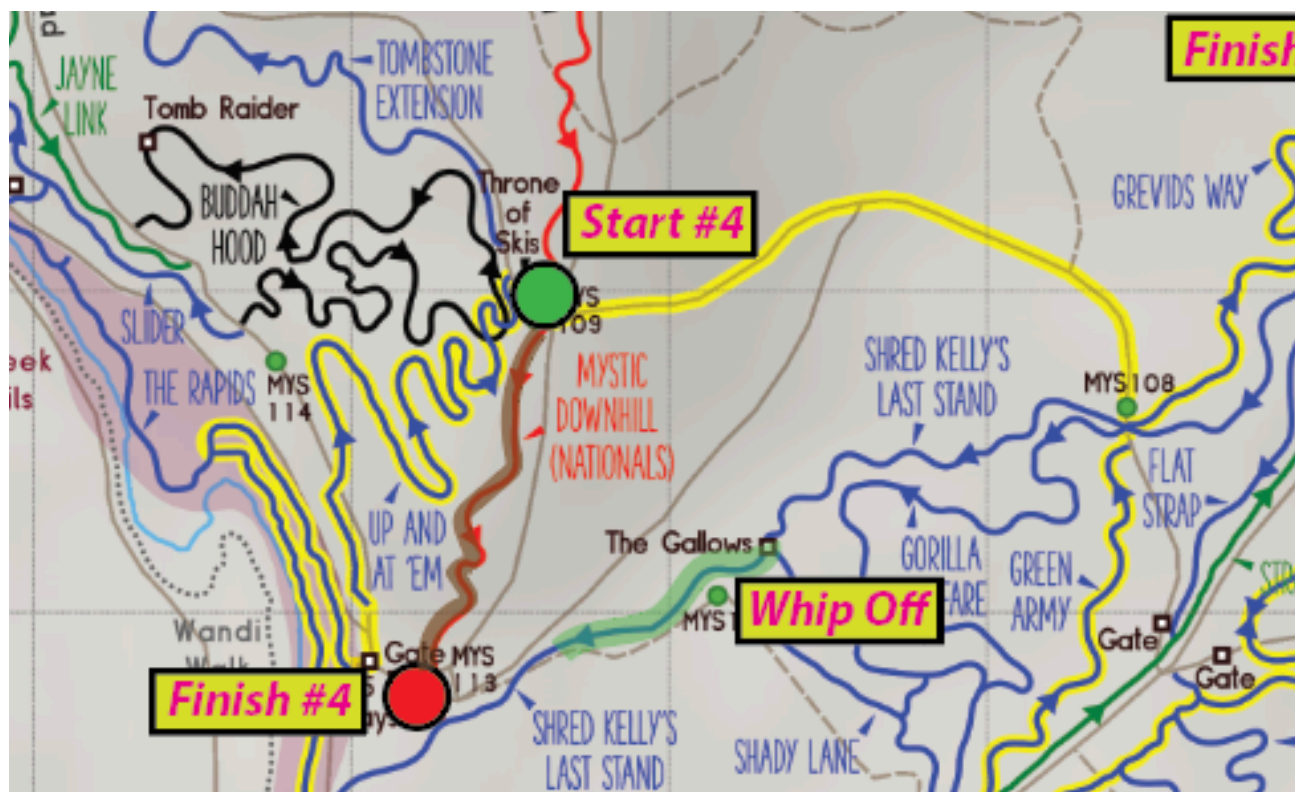 JAYNE
LINK
Tomb Raider
TOMBSTONE
EXTENSION
Finish
BUDDAH
HOOD
Throne
of
Skis
Start #4
GREVIDS WAY
109
SLIDER
THE RAPIDS
MYS
114
MYSTIC
DOWNHILL
(NATIONALS)
SHRED KELLY'S
LAST STAND
MYS 108
FLAT
STRAP
UP AND
AT 'EM
The Gallows
GORILLA
GREEN
ARMY
Whip Off
Wandi
Gate
Gate
Gate
MYS
113
Finish #4
SHRED KELLY'S
LAST STAND
SHADY LANE